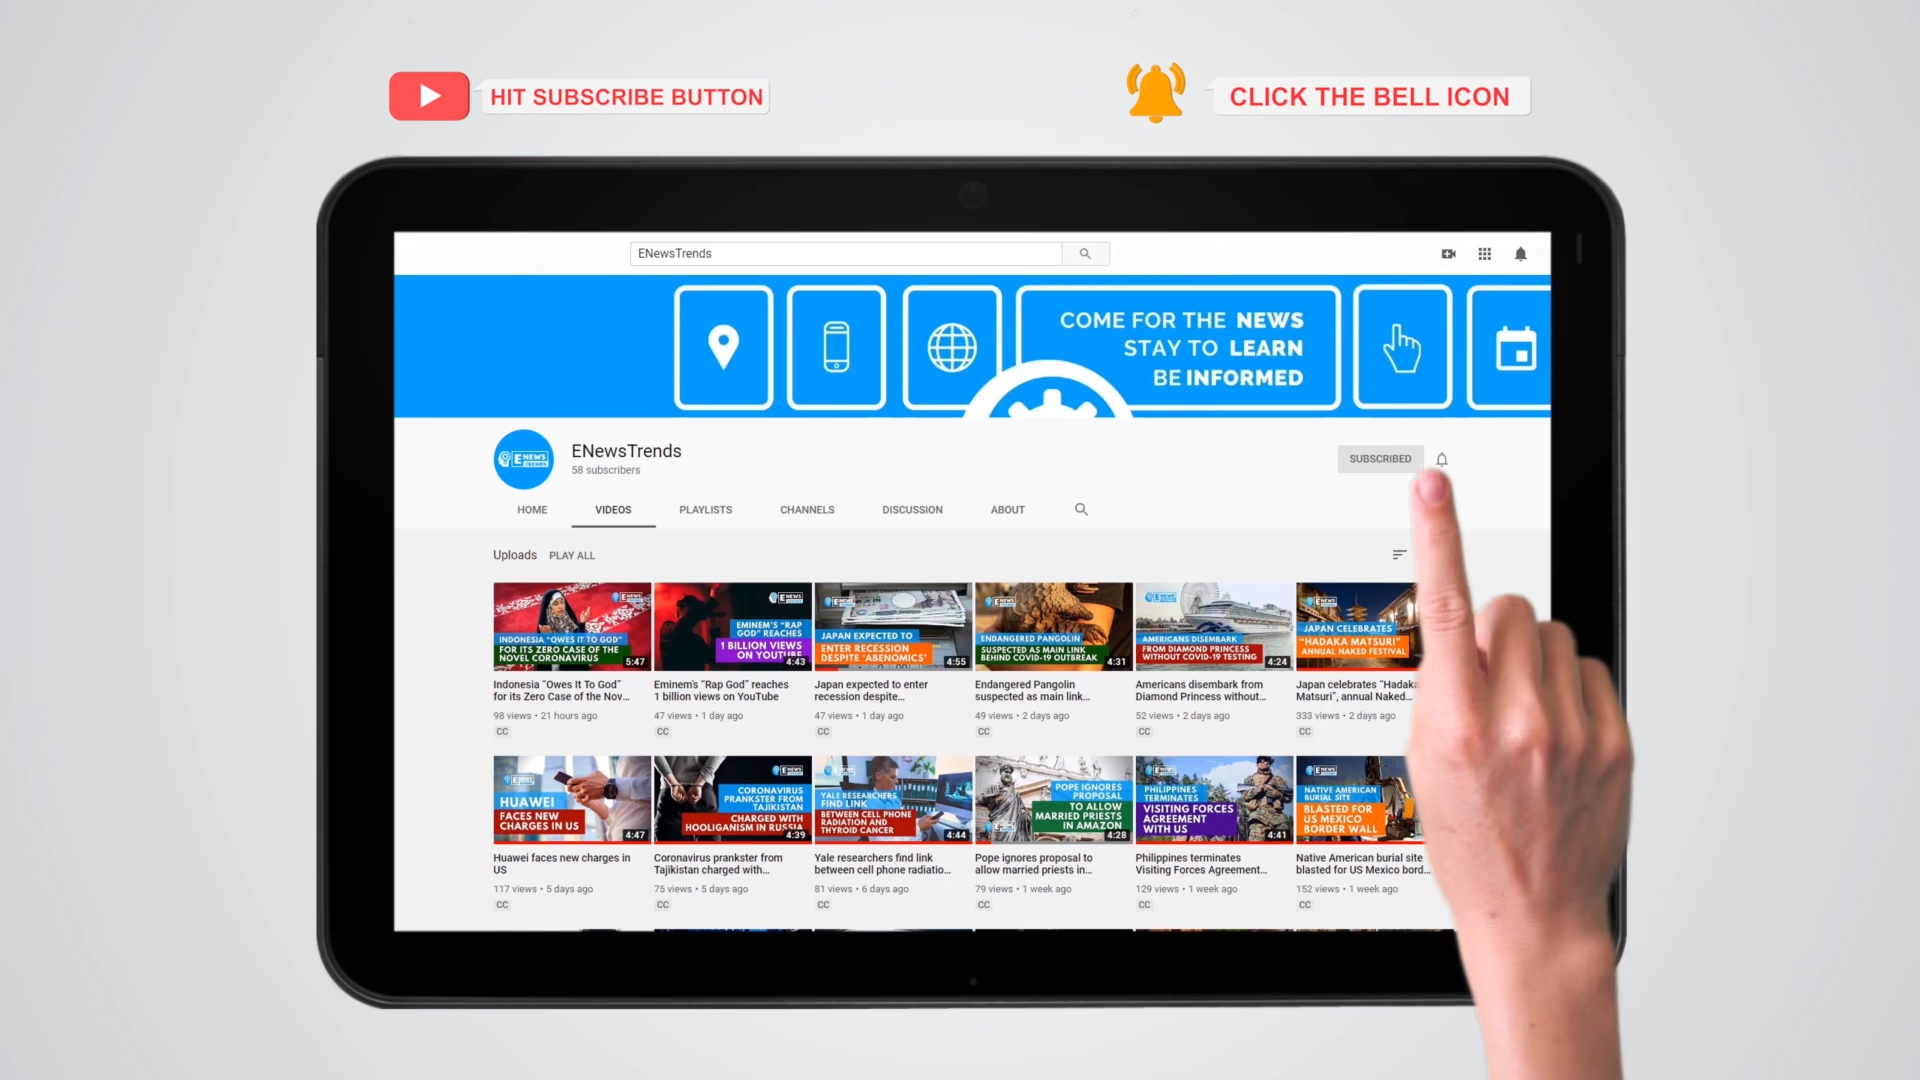 HIT SUBSCRIBE BUTTON
CLICK THE BELL ICON
ENewsTrends
COME FOR THE NEWS
STAY TO LEARN
BE INFORMED
E NEWS
TRENDS
ENewsTrends
58 subscribers
SUBSCRIBED
HOME VIDEOS PLAYLISTS CHANNELS DISCUSSION ABOUT
Uploads PLAY ALL
INDONESIA "OWES IT TO GOD"
FOR ITS ZERO CASE OF THE
NOVEL CORONAVIRUS
5:47
EMINEM'S "RAP
GOD" REACHES
1 BILLION VIEWS
ON YOUTUBE
4:43
JAPAN EXPECTED TO
ENTER RECESSION
DESPITE 'ABENOMICS'
4:55
ENDANGERED PANGOLIN
SUSPECTED AS MAIN LINK
BEHIND COVID-19 OUTBREAK
4:31
AMERICANS DISEMBARK
FROM DIAMOND PRINCESS
WITHOUT COVID-19 TESTING
4:24
JAPAN CELEBRATES
"HADAKA MATSURI"
ANNUAL NAKED FESTIVAL
Indonesia "Owes It To God"
for its Zero Case of the Nov...
98 views • 21 hours ago
CC
Eminem's "Rap God" reaches
1 billion views on YouTube
47 views • 1 day ago
CC
Japan expected to enter
recession despite...
47 views • 1 day ago
CC
Endangered Pangolin
suspected as main link...
49 views • 2 days ago
CC
Americans disembark from
Diamond Princess without...
52 views • 2 days ago
CC
Japan celebrates "Hadaka
Matsuri", annual Naked...
333 views • 2 days ago
CC
HUAWEI
FACES NEW
CHARGES IN US
4:47
CORONAVIRUS
PRANKSTER FROM
TAJIKISTAN
CHARGED WITH
HOOLIGANISM IN RUSSIA
4:39
YALE RESEARCHERS
FIND LINK
BETWEEN CELL PHONE
RADIATION AND
THYROID CANCER
4:44
POPE IGNORES
PROPOSAL
TO ALLOW
MARRIED PRIESTS
IN AMAZON
4:28
PHILIPPINES
TERMINATES
VISITING FORCES
AGREEMENT
WITH US
4:41
NATIVE AMERICAN
BURIAL SITE
BLASTED FOR
US MEXICO
BORDER WALL
Huawei faces new charges in
US
117 views • 5 days ago
CC
Coronavirus prankster from
Tajikistan charged with...
75 views • 5 days ago
CC
Yale researchers find link
between cell phone radiatio...
81 views • 6 days ago
CC
Pope ignores proposal to
allow married priests in...
79 views • 1 week ago
CC
Philippines terminates
Visiting Forces Agreement...
129 views • 1 week ago
CC
Native American burial site
blasted for US Mexico bord...
152 views • 1 week ago
CC